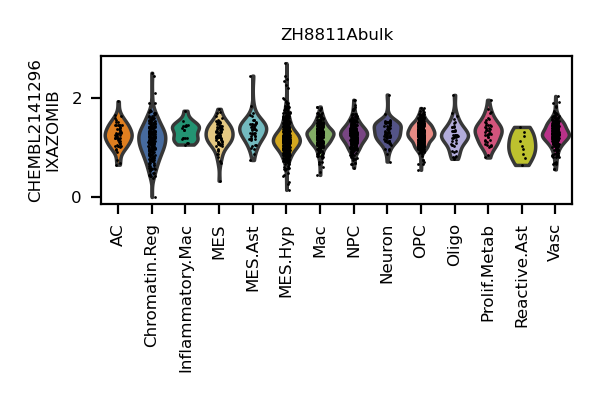 ZH8811Abulk
CHEMBL2141296
IXAZOMIB
2
0
AC
Chromatin.Reg
Inflammatory.Mac
MES
MES.Ast
MES.Hyp
Mac
NPC
Neuron
OPC
Oligo
Prolif.Metab
Reactive.Ast
Vasc